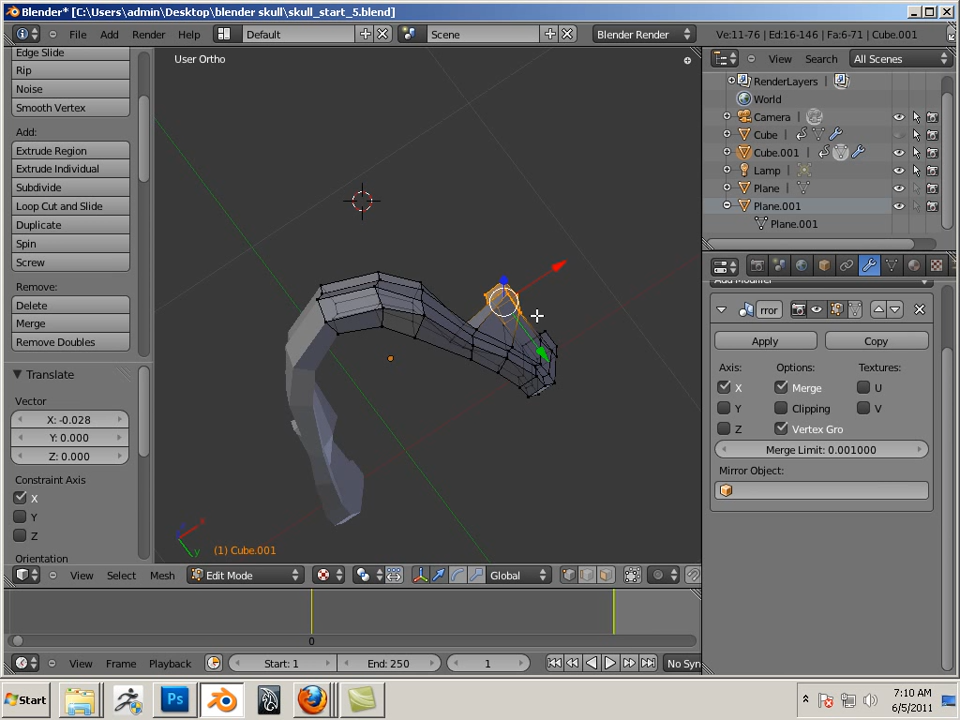 Blender* [C:\Users\admin\Desktop\blender skull\skull_start_5.blend]
File Add Render Help Default Scene Blender Render Ve:11-76 | Ed:16-146 | Fa:6-71 | Cube.001
Edge Slide
Rip
Noise
Smooth Vertex
Add:
Extrude Region
Extrude Individual
Subdivide
Loop Cut and Slide
Duplicate
Spin
Screw
Remove:
Delete
Merge
Remove Doubles
Translate
Vector
X: -0.028
Y: 0.000
Z: 0.000
Constraint Axis
X
Y
Z
Orientation
User Ortho
(1) Cube.001
View Select Mesh Edit Mode Global
View Search All Scenes
RenderLayers
World
Camera
Cube
Cube.001
Lamp
Plane
Plane.001
Plane.001
rror
Apply Copy
Axis: Options: Textures:
X Merge U
Y Clipping V
Z Vertex Gro
Merge Limit: 0.001000
Mirror Object:
0
View Frame Playback Start: 1 End: 250 1 No Syn
Start Ps 7:10 AM
6/5/2011